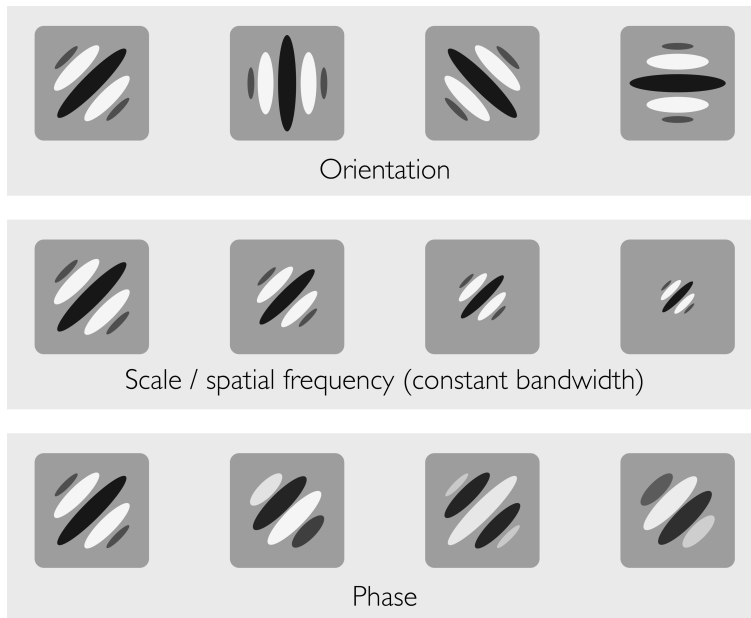 Orientation
Scale / spatial frequency (constant bandwidth)
Phase